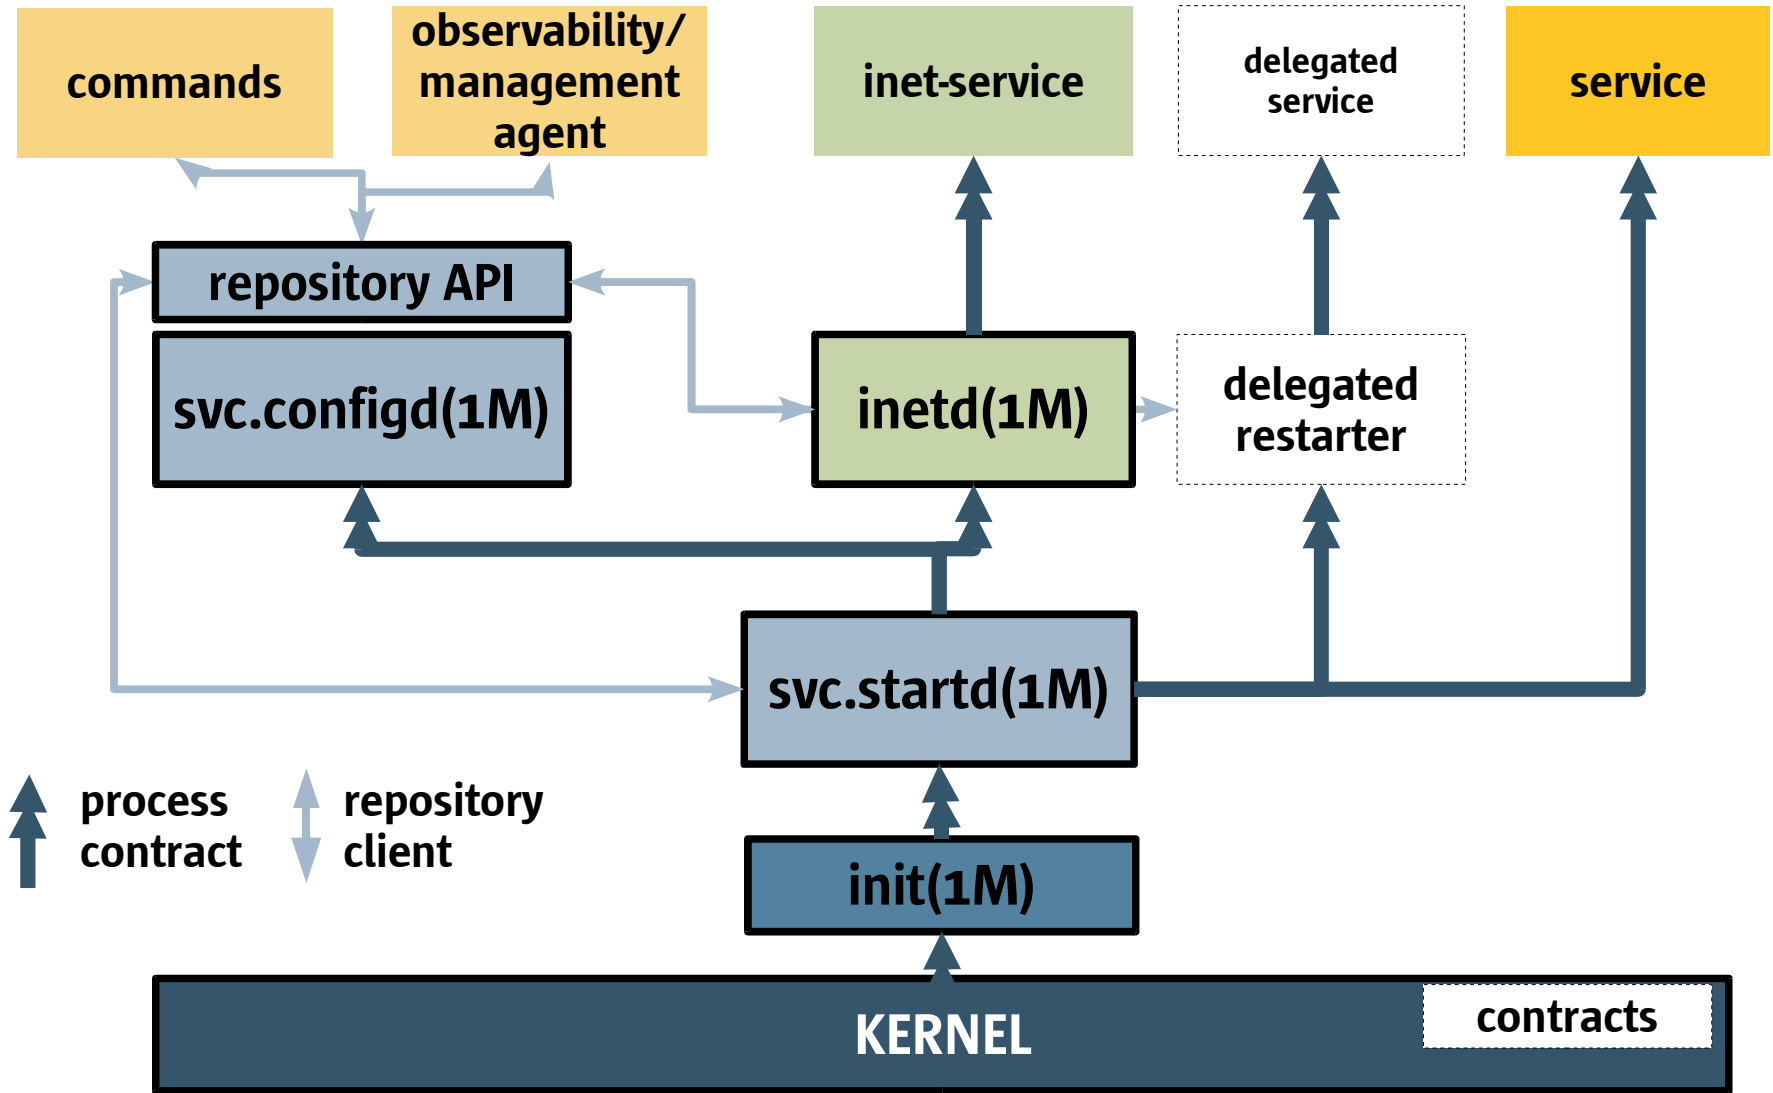 commands
observability/
management
agent
inet-service
delegated
service
service
repository API
svc.configd(1M)
inetd(1M)
delegated
restarter
svc.startd(1M)
process
contract
repository
client
init(1M)
contracts
KERNEL